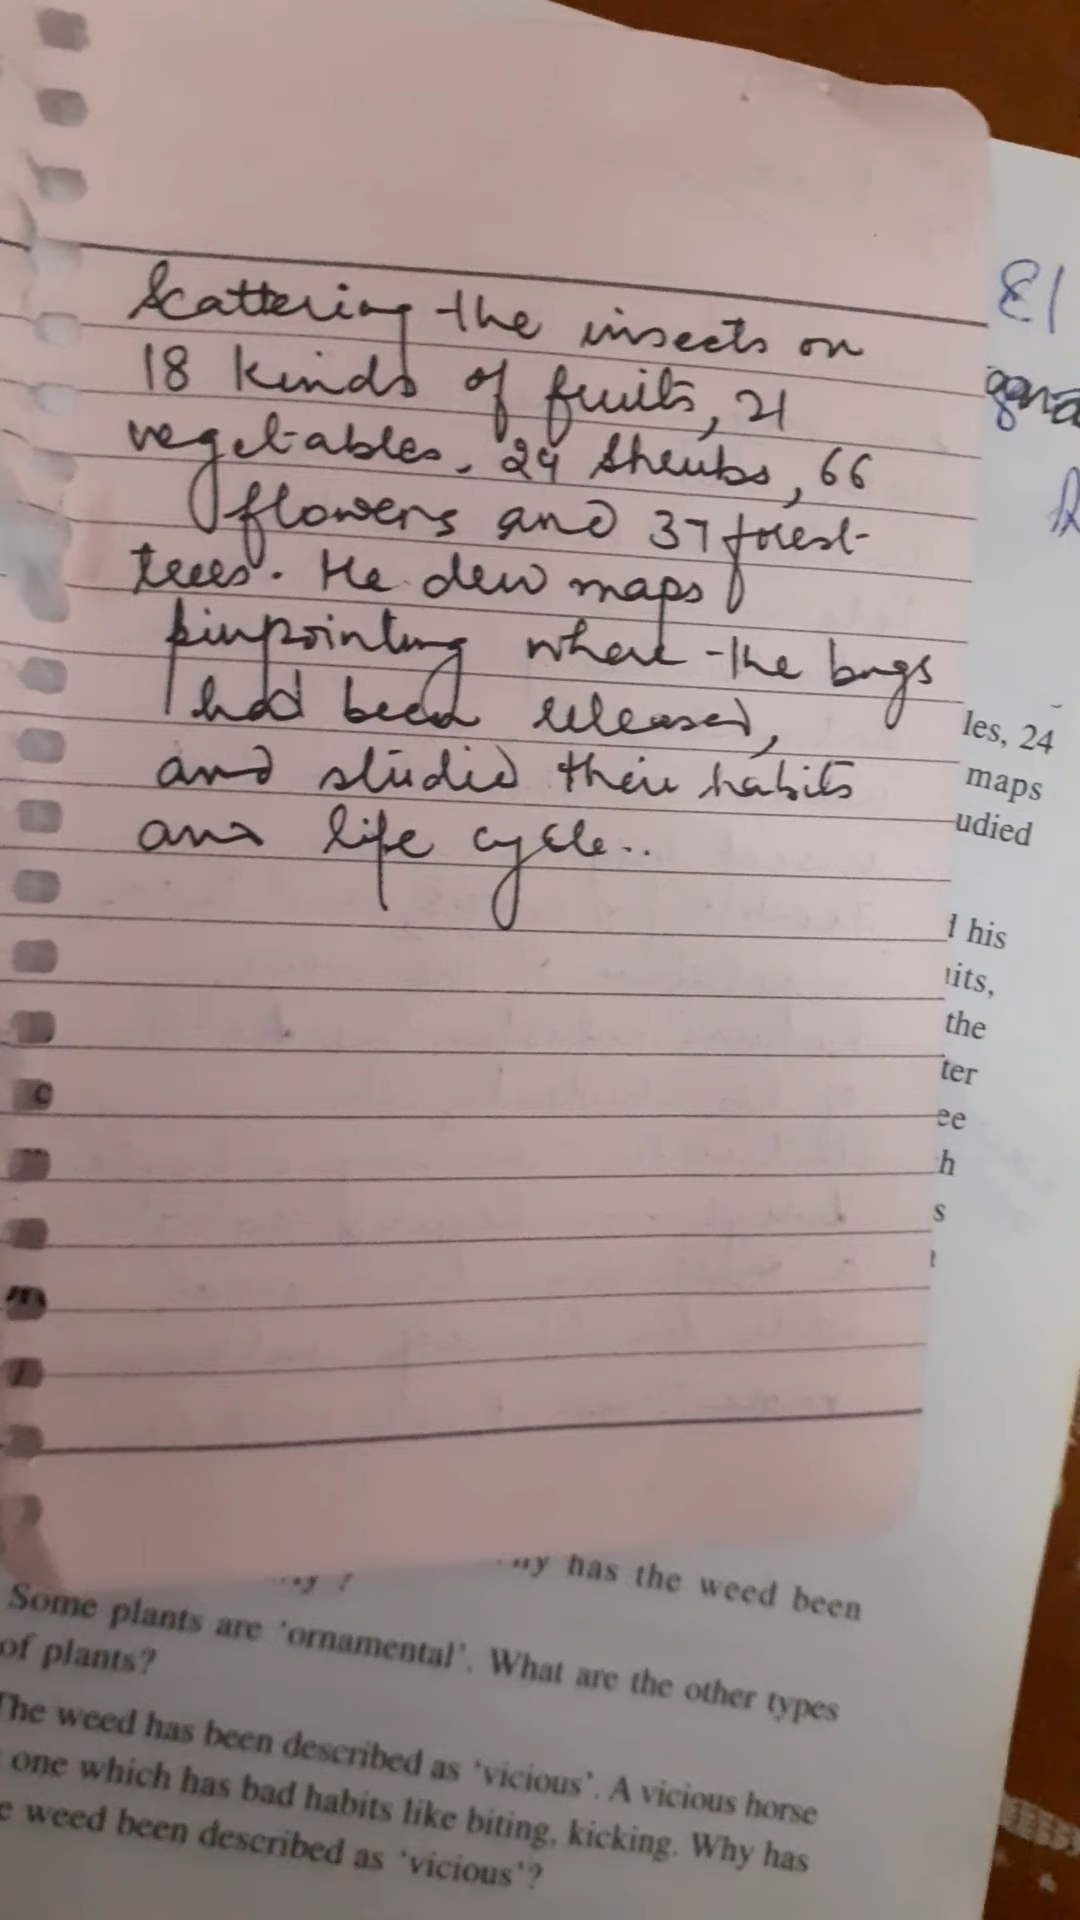 Scattering the insects on
18 kinds of fruits, 21
vegetables, 24 shrubs, 66
flowers and 37 forest
trees. He drew maps
pinpointing where the bugs
had been released,
and studied their habits
and life cycle..
les, 24
maps
udied
his
its,
the
ter
ee
h
s
has the weed been
Some plants are 'ornamental'. What are the other types
of plants?
The weed has been described as 'vicious'. A vicious horse
one which has bad habits like biting, kicking. Why has
e weed been described as 'vicious'?